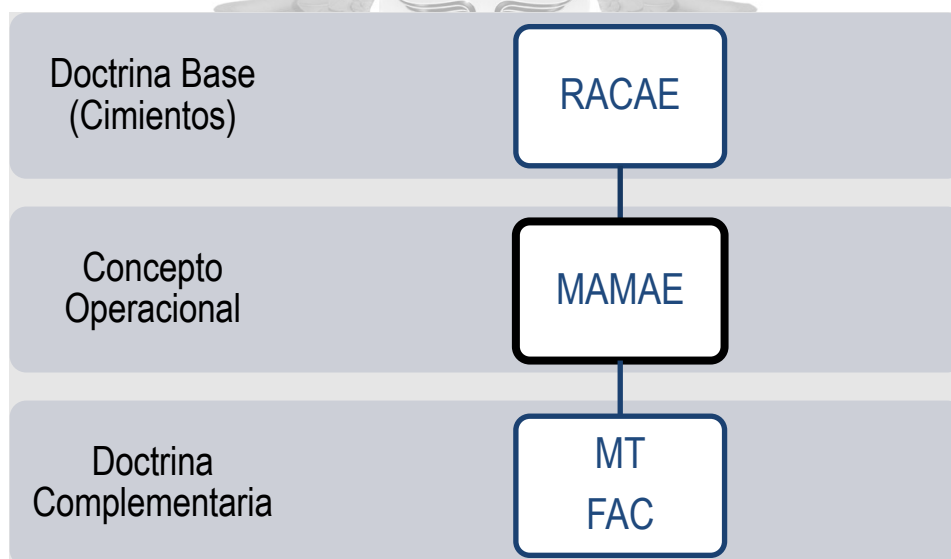 Doctrina Base
(Cimientos)
RACAE
Concepto
Operacional
MAMAE
Doctrina
Complementaria
MT
FAC